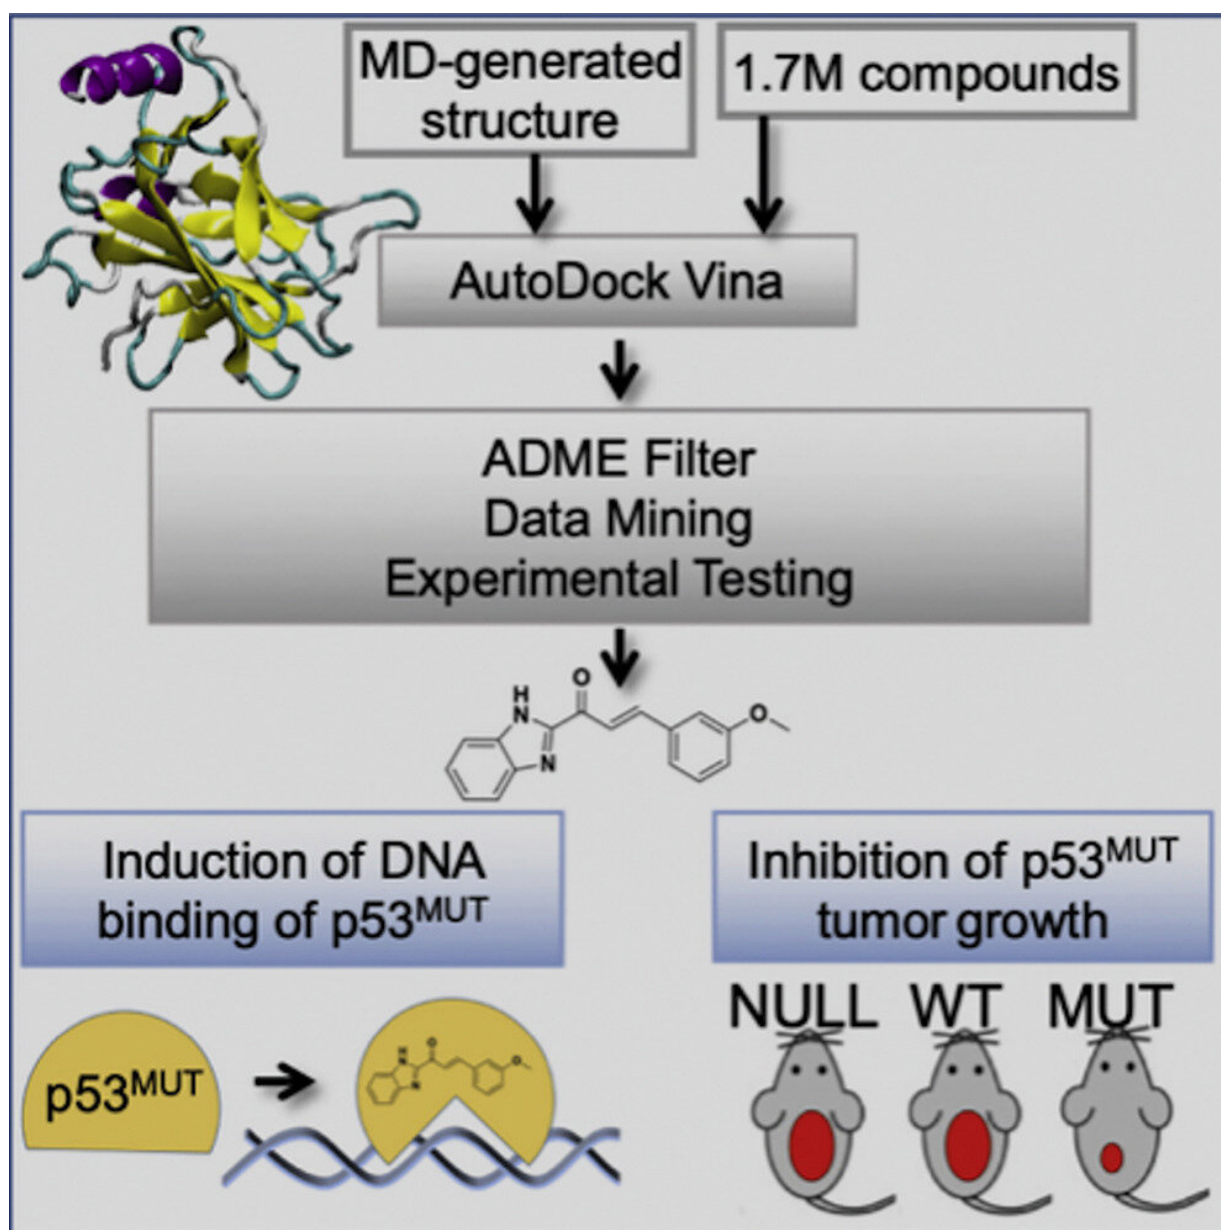 MD-generated
structure
1.7M compounds
AutoDock Vina
ADME Filter
Data Mining
Experimental Testing
O
H
N
N
O
Induction of DNA
binding of p53MUT
Inhibition of p53MUT
tumor growth
NULL WT MUT
p53MUT
H
N
O
N
O